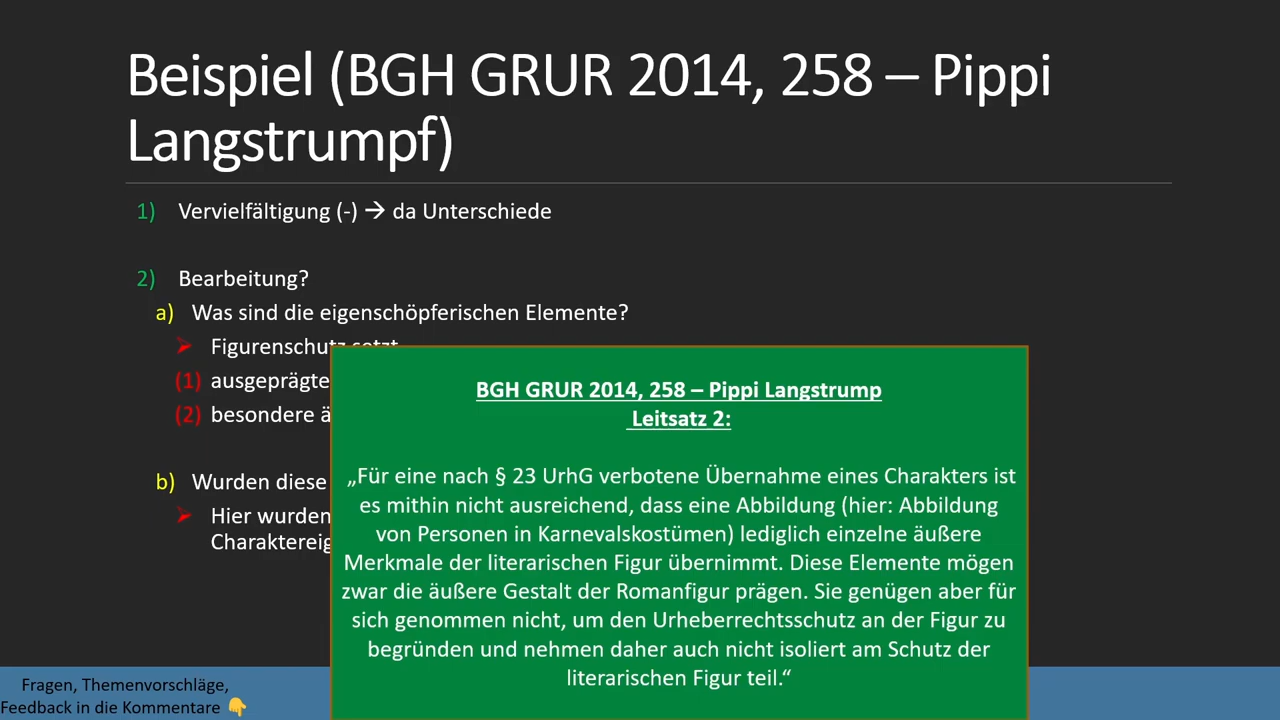 Beispiel (BGH GRUR 2014, 258 – Pippi
Langstrumpf)
1) Vervielfältigung (-) → da Unterschiede
2) Bearbeitung?
a) Was sind die eigenschöpferischen Elemente?
➢ Figurenschutz setzt
(1) ausgeprägte
(2) besondere ä
b) Wurden diese
➢ Hier wurden
Charaktereig
BGH GRUR 2014, 258 – Pippi Langstrump
Leitsatz 2:
„Für eine nach § 23 UrhG verbotene Übernahme eines Charakters ist
es mithin nicht ausreichend, dass eine Abbildung (hier: Abbildung
von Personen in Karnevalskostümen) lediglich einzelne äußere
Merkmale der literarischen Figur übernimmt. Diese Elemente mögen
zwar die äußere Gestalt der Romanfigur prägen. Sie genügen aber für
sich genommen nicht, um den Urheberrechtsschutz an der Figur zu
begründen und nehmen daher auch nicht isoliert am Schutz der
literarischen Figur teil.“
Fragen, Themenvorschläge,
Feedback in die Kommentare 👇